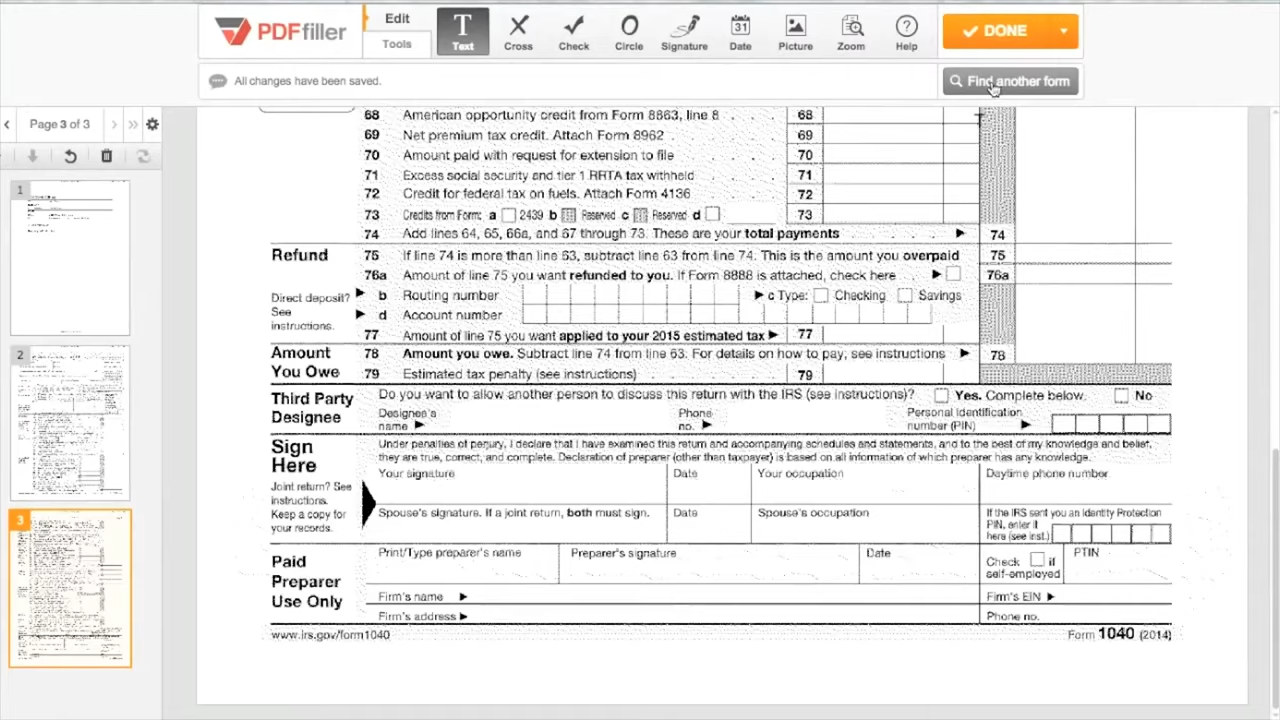 PDFfiller
Edit
Tools
Text
Cross
Check
Circle
Signature
31
Date
Picture
Zoom
Help
DONE
All changes have been saved.
Find another form
Page 3 of 3
1
2
3
68 American opportunity credit from Form 8863, line 8 68
69 Net premium tax credit. Attach Form 8962 69
70 Amount paid with request for extension to file 70
71 Excess social security and tier 1 RRTA tax withheld 71
72 Credit for federal tax on fuels. Attach Form 4136 72
73 Credits from Form: a 2439 b Reserved c Reserved d 73
74 Add lines 64, 65, 66a, and 67 through 73. These are your total payments 74
Refund 75 If line 74 is more than line 63, subtract line 63 from line 74. This is the amount you overpaid 75
76a Amount of line 75 you want refunded to you. If Form 8888 is attached, check here 76a
Direct deposit? b Routing number c Type: Checking Savings
See
instructions. d Account number
77 Amount of line 75 you want applied to your 2015 estimated tax 77
Amount 78 Amount you owe. Subtract line 74 from line 63. For details on how to pay, see instructions 78
You Owe 79 Estimated tax penalty (see instructions) 79
Third Party Do you want to allow another person to discuss this return with the IRS (see instructions)? Yes. Complete below. No
Designee Designee's Phone Personal identification
name no. number (PIN)
Sign Under penalties of perjury, I declare that I have examined this return and accompanying schedules and statements, and to the best of my knowledge and belief,
Here they are true, correct, and complete. Declaration of preparer (other than taxpayer) is based on all information of which preparer has any knowledge.
Your signature Date Your occupation Daytime phone number
Joint return? See
instructions.
Keep a copy for
your records.
Spouse's signature. If a joint return, both must sign. Date Spouse's occupation If the IRS sent you an Identity Protection
PIN, enter it
here (see inst.)
Paid Print/Type preparer's name Preparer's signature Date Check if PTIN
self-employed
Preparer
Use Only Firm's name Firm's EIN
Firm's address Phone no.
www.irs.gov/form1040 Form 1040 (2014)